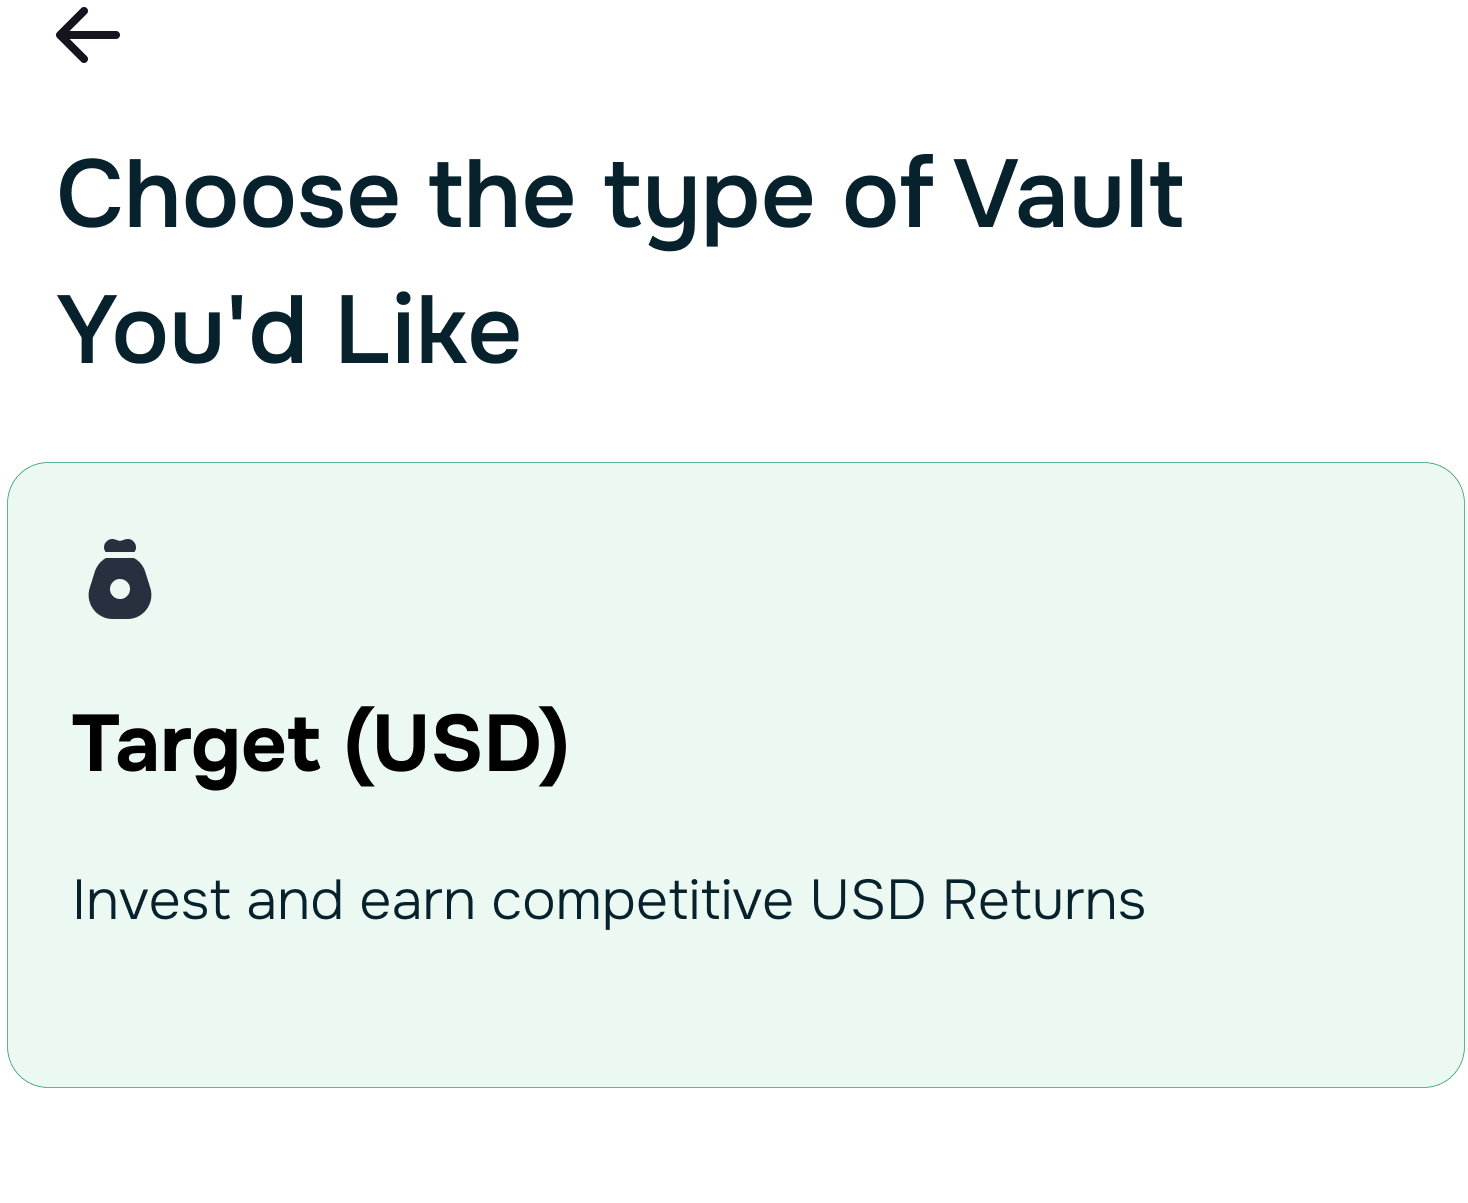 Choose the type of Vault
You'd Like
Target (USD)
Invest and earn competitive USD Returns